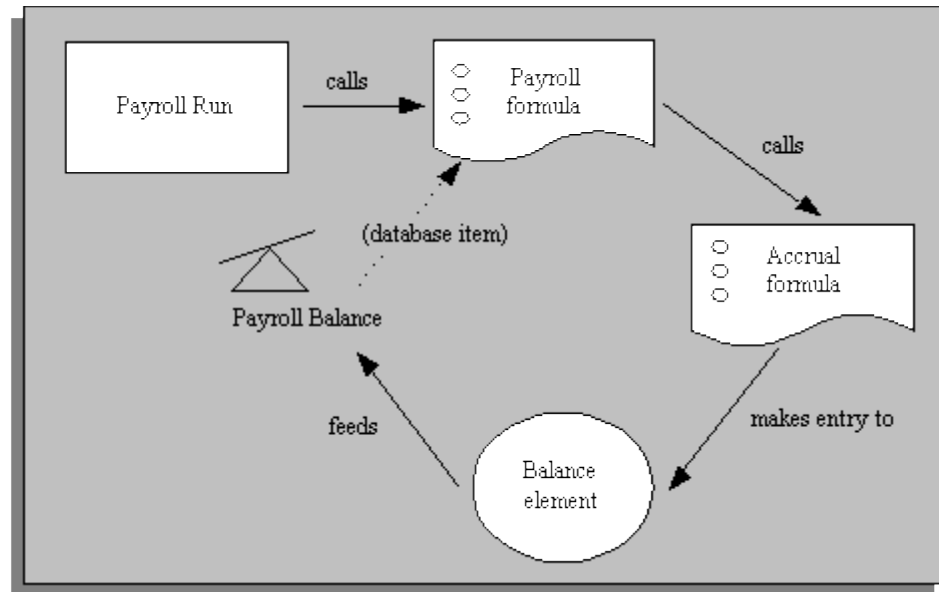 Payroll Run
calls
Payroll
formula
calls
(database item)
Accrual
formula
Payroll Balance
feeds
makes entry to
Balance
element